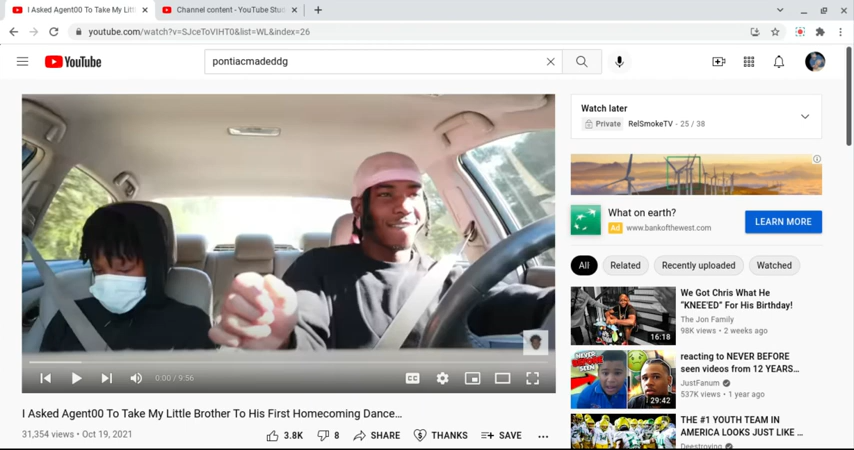 I Asked Agent00 To Take My Littl
Channel content - YouTube Stud
youtube.com/watch?v=SJceToVIHT0&list=WL&index=26
YouTube
pontiacmadeddg
Watch later
Private RelSmokeTV - 25 / 38
What on earth?
Ad www.bankofthewest.com
LEARN MORE
All Related Recently uploaded Watched
We Got Chris What He
“KNEE'ED” For His Birthday!
The Jon Family
98K views • 2 weeks ago
16:18
reacting to NEVER BEFORE
seen videos from 12 YEARS...
JustFanum
537K views • 1 year ago
NEVER
BEFORE
SEEN
29:42
THE #1 YOUTH TEAM IN
AMERICA LOOKS JUST LIKE ...
Deestroying
0:00 / 9:56
CC
I Asked Agent00 To Take My Little Brother To His First Homecoming Dance...
31,354 views • Oct 19, 2021
3.8K 8 SHARE THANKS SAVE ...